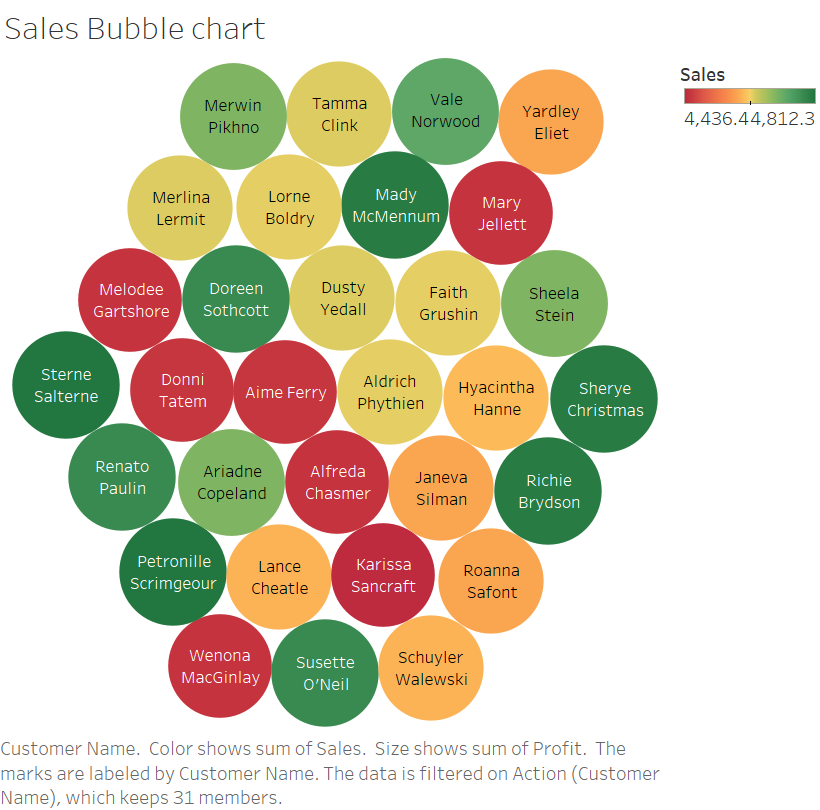 Sales Bubble chart
Sales
4,436.44,812.3
Merwin
Pikhno
Tamma
Clink
Vale
Norwood
Yardley
Eliet
Merlina
Lermit
Lorne
Boldry
Mady
McMennum
Mary
Jellett
Melodee
Gartshore
Doreen
Sothcott
Dusty
Yedall
Faith
Grushin
Sheela
Stein
Sterne
Salterne
Donni
Tatem
Aime Ferry
Aldrich
Phythien
Hyacintha
Hanne
Sherye
Christmas
Renato
Paulin
Ariadne
Copeland
Alfreda
Chasmer
Janeva
Silman
Richie
Brydson
Petronille
Scrimgeour
Lance
Cheatle
Karissa
Sancraft
Roanna
Safont
Wenona
MacGinlay
Susette
O'Neil
Schuyler
Walewski
Customer Name.  Color shows sum of Sales.  Size shows sum of Profit.  The
marks are labeled by Customer Name. The data is filtered on Action (Customer
Name), which keeps 31 members.